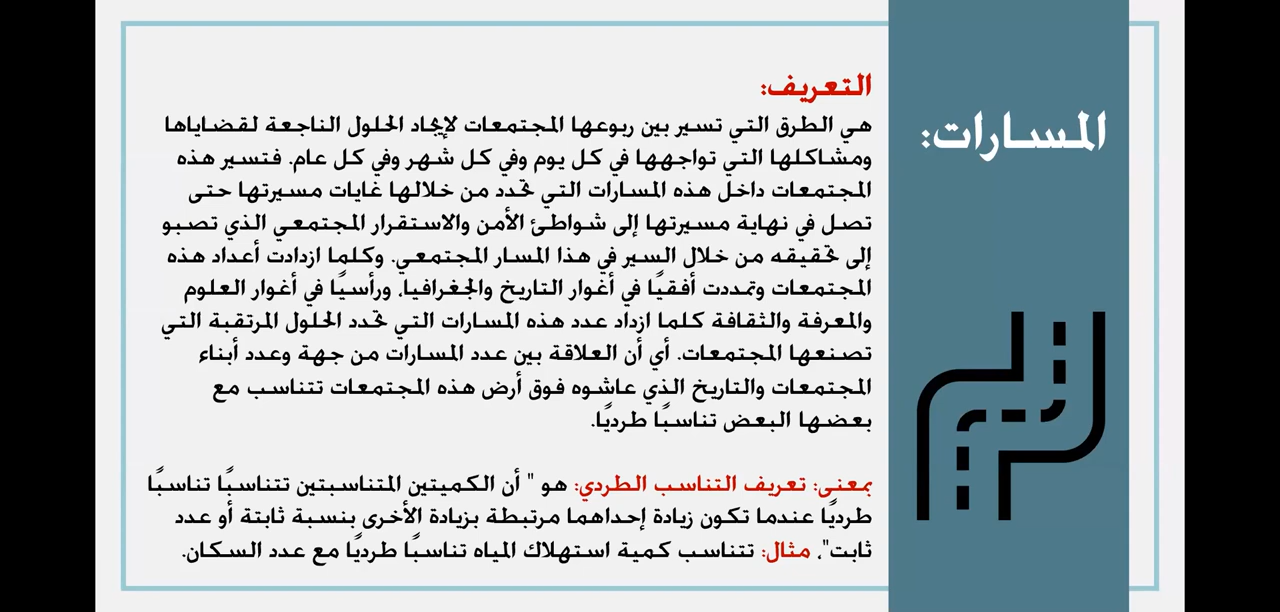 المسارات:
التعريف:
هي الطرق التي تسير بين ربوعها المجتمعات لإيجاد الحلول الناجعة لقضاياها
ومشاكلها التي تواجهها في كل يوم وفي كل شهر وفي كل عام. فتسير هذه
المجتمعات داخل هذه المسارات التي تحدد من خلالها غايات مسيرتها حتى
تصل في نهاية مسيرتها إلى شواطئ الأمن والاستقرار المجتمعي الذي تصبو
إلى تحقيقه من خلال السير في هذا المسار المجتمعي. وكلما ازدادت أعداد هذه
المجتمعات وتمددت أفقيًا في أغوار التاريخ والجغرافيا، ورأسيًا في أغوار العلوم
والمعرفة والثقافة كلما ازداد عدد هذه المسارات التي تحدد الحلول المرتقبة التي
تصنعها المجتمعات. أي أن العلاقة بين عدد المسارات من جهة وعدد أبناء
المجتمعات والتاريخ الذي عاشوه فوق أرض هذه المجتمعات تتناسب مع
بعضها البعض تناسبًا طرديًا.
بمعنى: تعريف التناسب الطردي: هو " أن الكميتين المتناسبتين تتناسبًا تناسبًا
طرديًا عندما تكون زيادة إحداهما مرتبطة بزيادة الأخرى بنسبة ثابتة أو عدد
ثابت"، مثال: تتناسب كمية استهلاك المياه تناسبًا طرديًا مع عدد السكان.